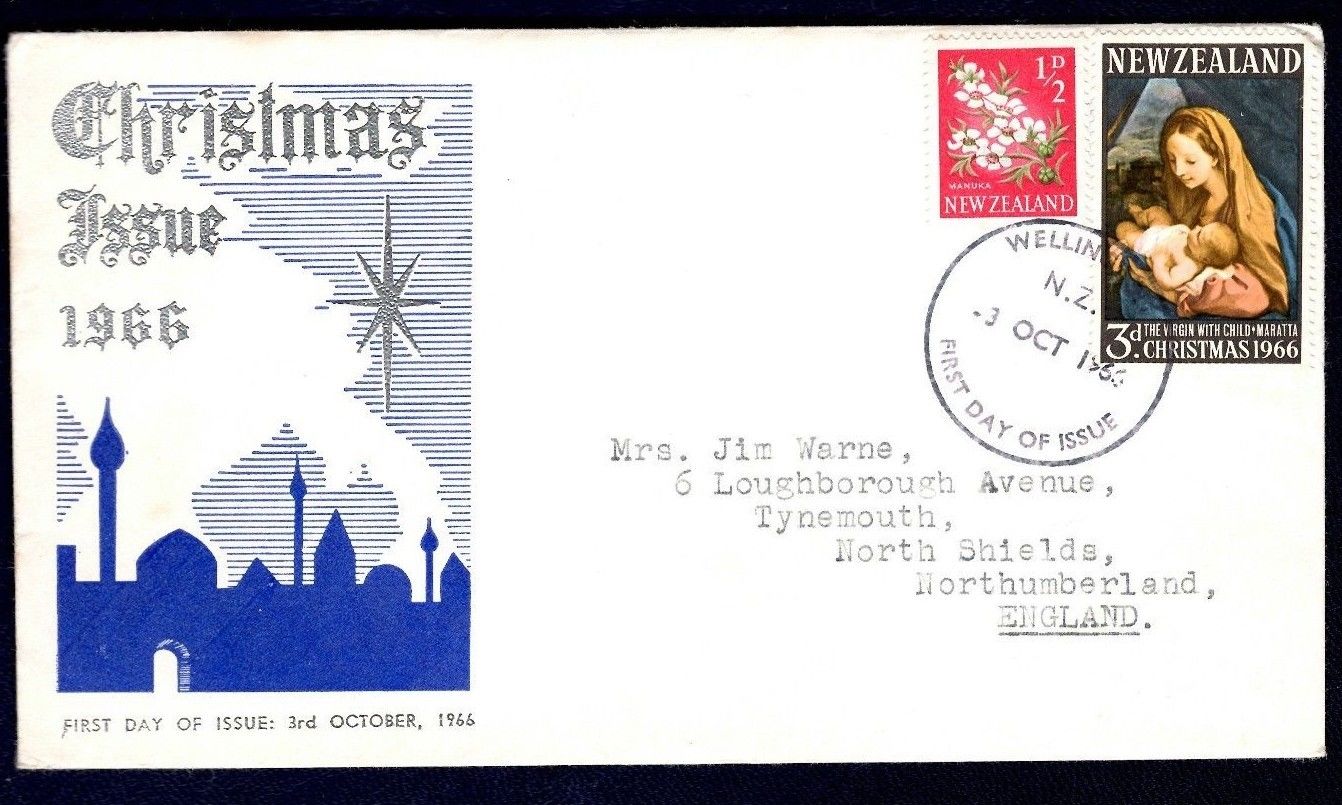 Christmas
Issue
1966
FIRST DAY OF ISSUE: 3rd OCTOBER, 1966
1/2D
MANUKA
NEW ZEALAND
NEW ZEALAND
3d. THE VIRGIN WITH CHILD • MARATTA
CHRISTMAS 1966
N.Z.
3 OCT
FIRST DAY OF ISSUE
Mrs. Jim Warne,
6 Loughborough Avenue,
Tynemouth,
North Shields,
Northumberland,
ENGLAND.